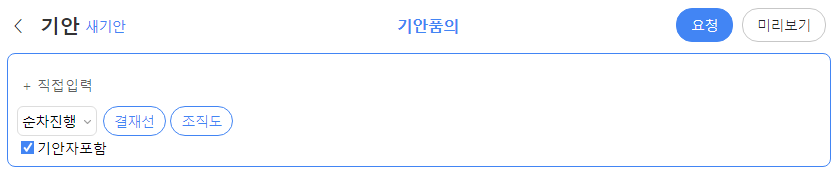 기안 새기안 기안품의 요청 미리보기
+ 직접입력
순차진행 결재선 조직도
기안자포함